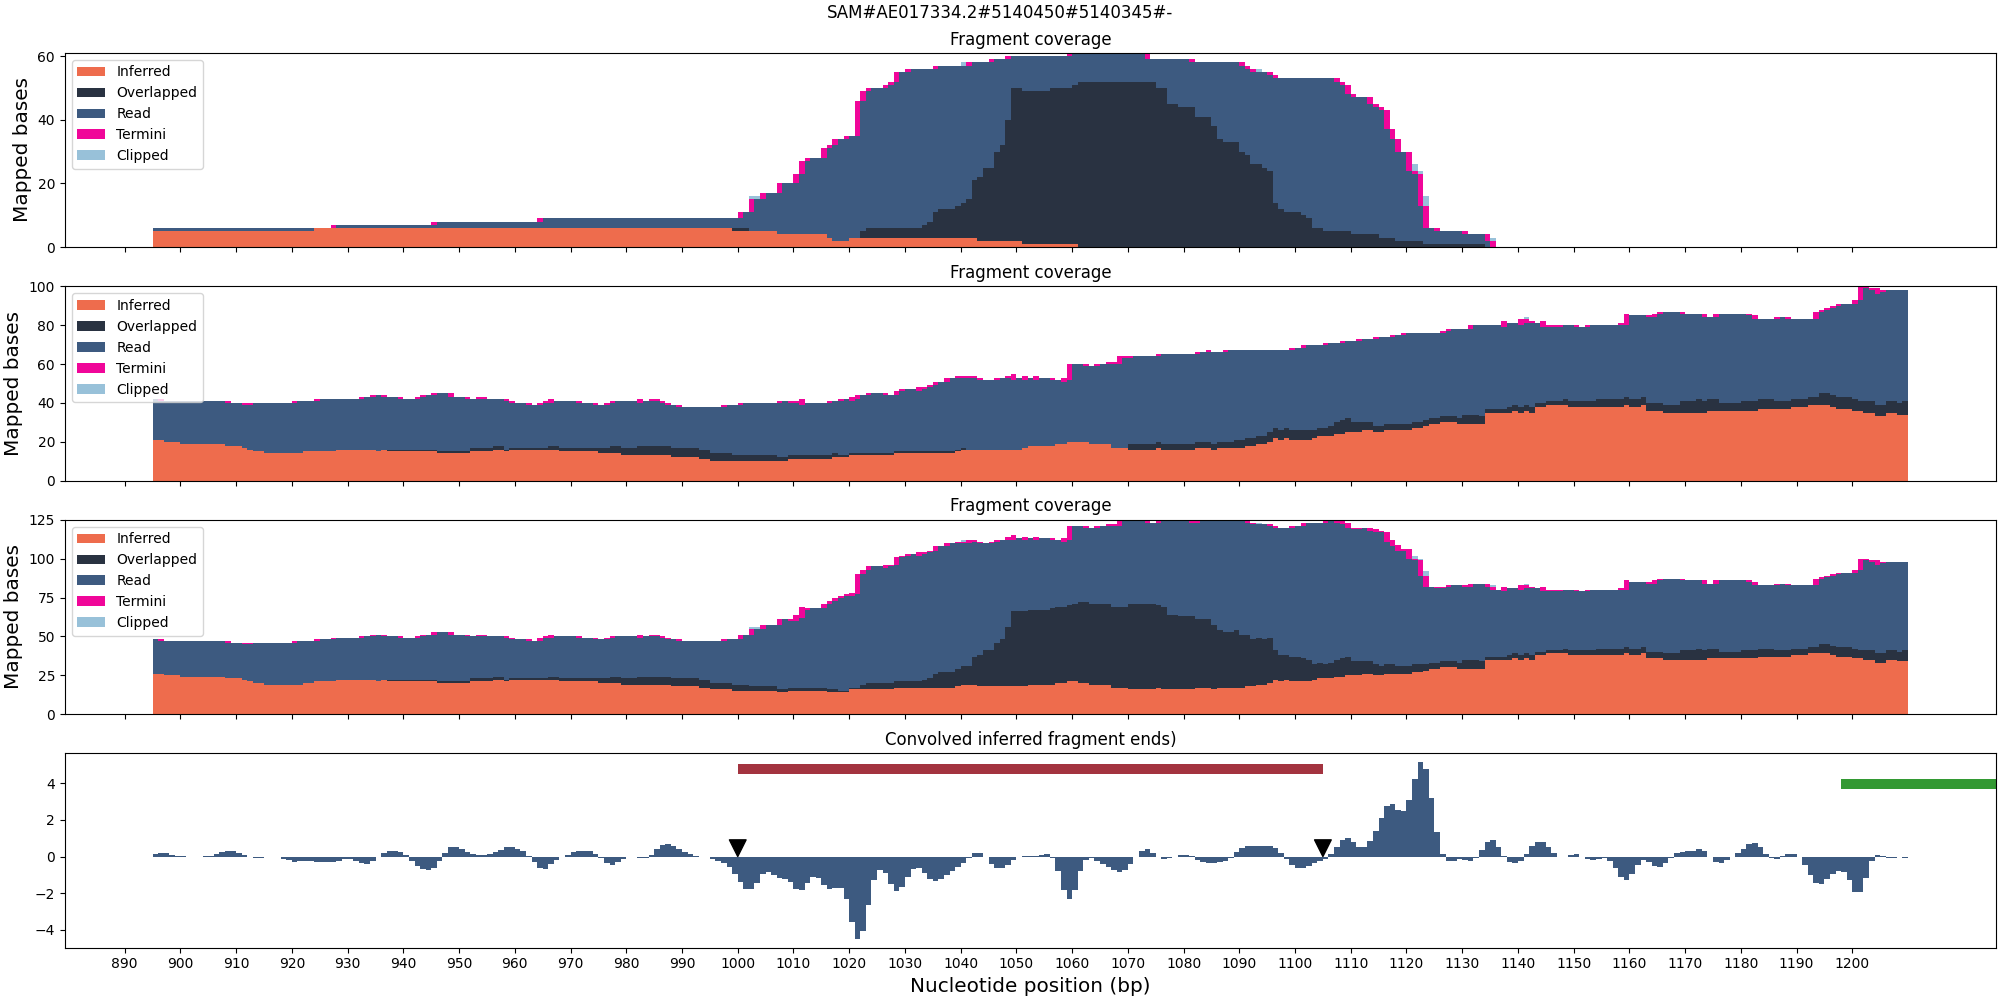 SAM#AE017334.2#5140450#5140345#-
Fragment coverage
Mapped bases
60
40
20
0
Inferred
Overlapped
Read
Termini
Clipped
Fragment coverage
Mapped bases
100
80
60
40
20
0
Inferred
Overlapped
Read
Termini
Clipped
Fragment coverage
Mapped bases
125
100
75
50
25
0
Inferred
Overlapped
Read
Termini
Clipped
Convolved inferred fragment ends)
4
2
0
−2
−4
890 900 910 920 930 940 950 960 970 980 990 1000 1010 1020 1030 1040 1050 1060 1070 1080 1090 1100 1110 1120 1130 1140 1150 1160 1170 1180 1190 1200
Nucleotide position (bp)